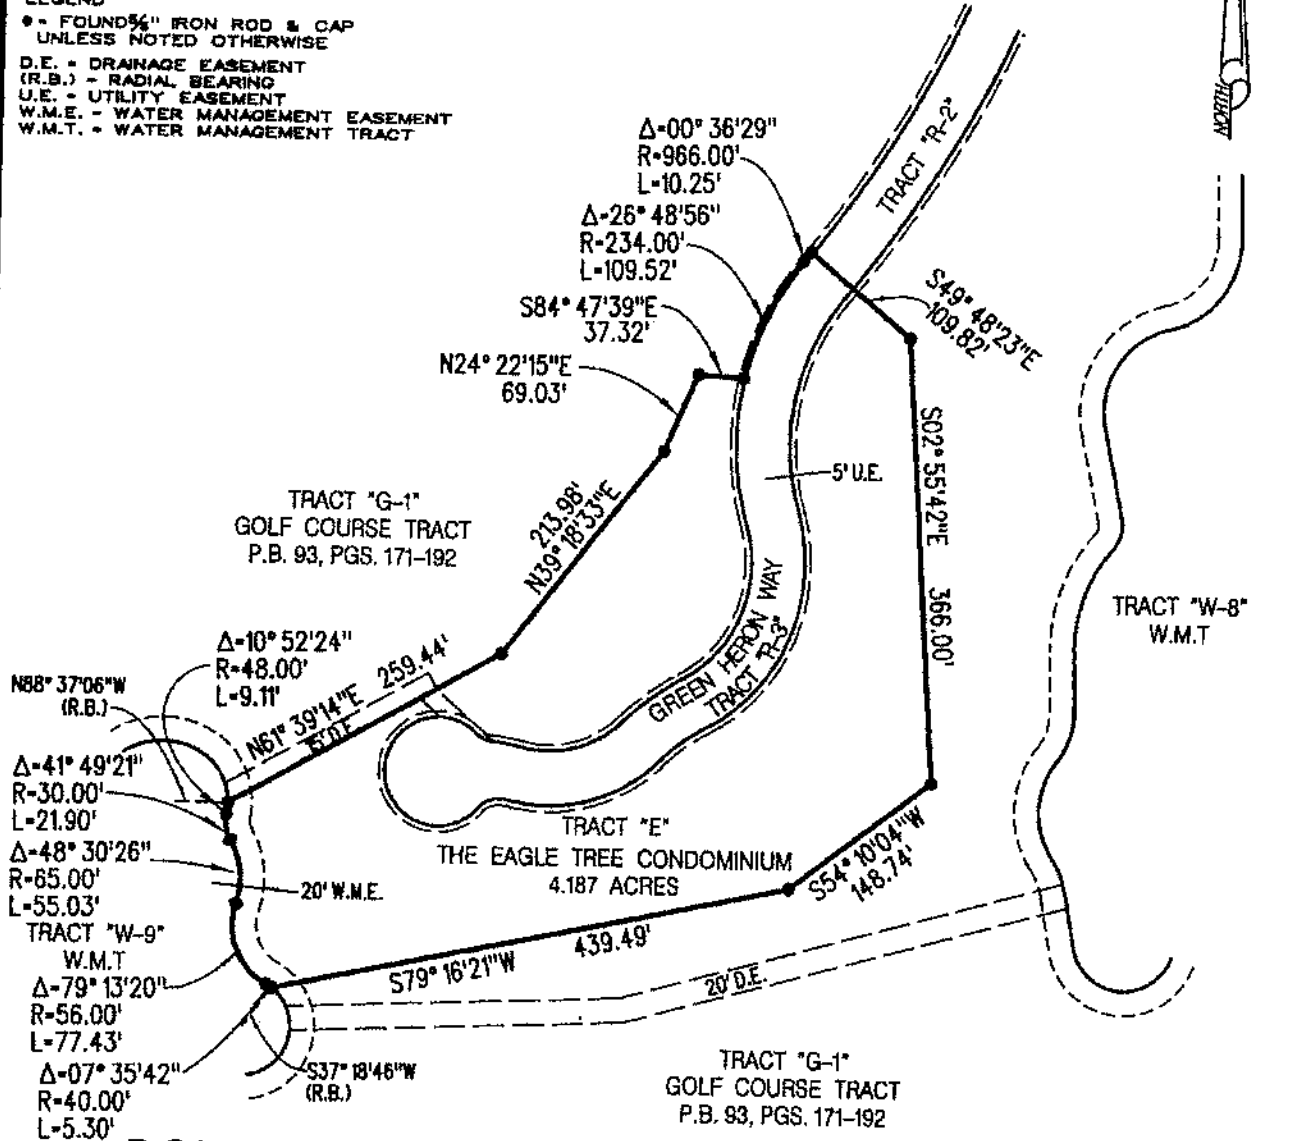 LEGEND
● - FOUND 5/8" IRON ROD & CAP
UNLESS NOTED OTHERWISE
D.E. - DRAINAGE EASEMENT
(R.B.) - RADIAL BEARING
U.E. - UTILITY EASEMENT
W.M.E. - WATER MANAGEMENT EASEMENT
W.M.T. - WATER MANAGEMENT TRACT
NORTH
Δ=00° 36'29"
R=966.00'
L=10.25'
Δ=26° 48'56"
R=234.00'
L=109.52'
S84° 47'39"E
37.32'
N24° 22'15"E
69.03'
TRACT "R-2"
S49° 48'23"E
109.82'
S02° 55'42"E 366.00'
5' U.E.
213.98'
N39° 18'33"E
TRACT "G-1"
GOLF COURSE TRACT
P.B. 93, PGS. 171-192
TRACT "W-8"
W.M.T
GREEN HERON WAY
TRACT "R-3"
Δ=10° 52'24"
R=48.00'
L=9.11'
N88° 37'06"W
(R.B.)
N61° 39'14"E 259.44'
15' D.E.
Δ=41° 49'21"
R=30.00'
L=21.90'
Δ=48° 30'26"
R=65.00'
L=55.03'
20' W.M.E.
TRACT "E"
THE EAGLE TREE CONDOMINIUM
4.187 ACRES
S54° 10'04"W
148.74'
TRACT "W-9"
W.M.T
S79° 16'21"W 439.49'
20' D.E.
Δ=79° 13'20"
R=56.00'
L=77.43'
Δ=07° 35'42"
R=40.00'
L=5.30'
S37° 18'46"W
(R.B.)
TRACT "G-1"
GOLF COURSE TRACT
P.B. 93, PGS. 171-192